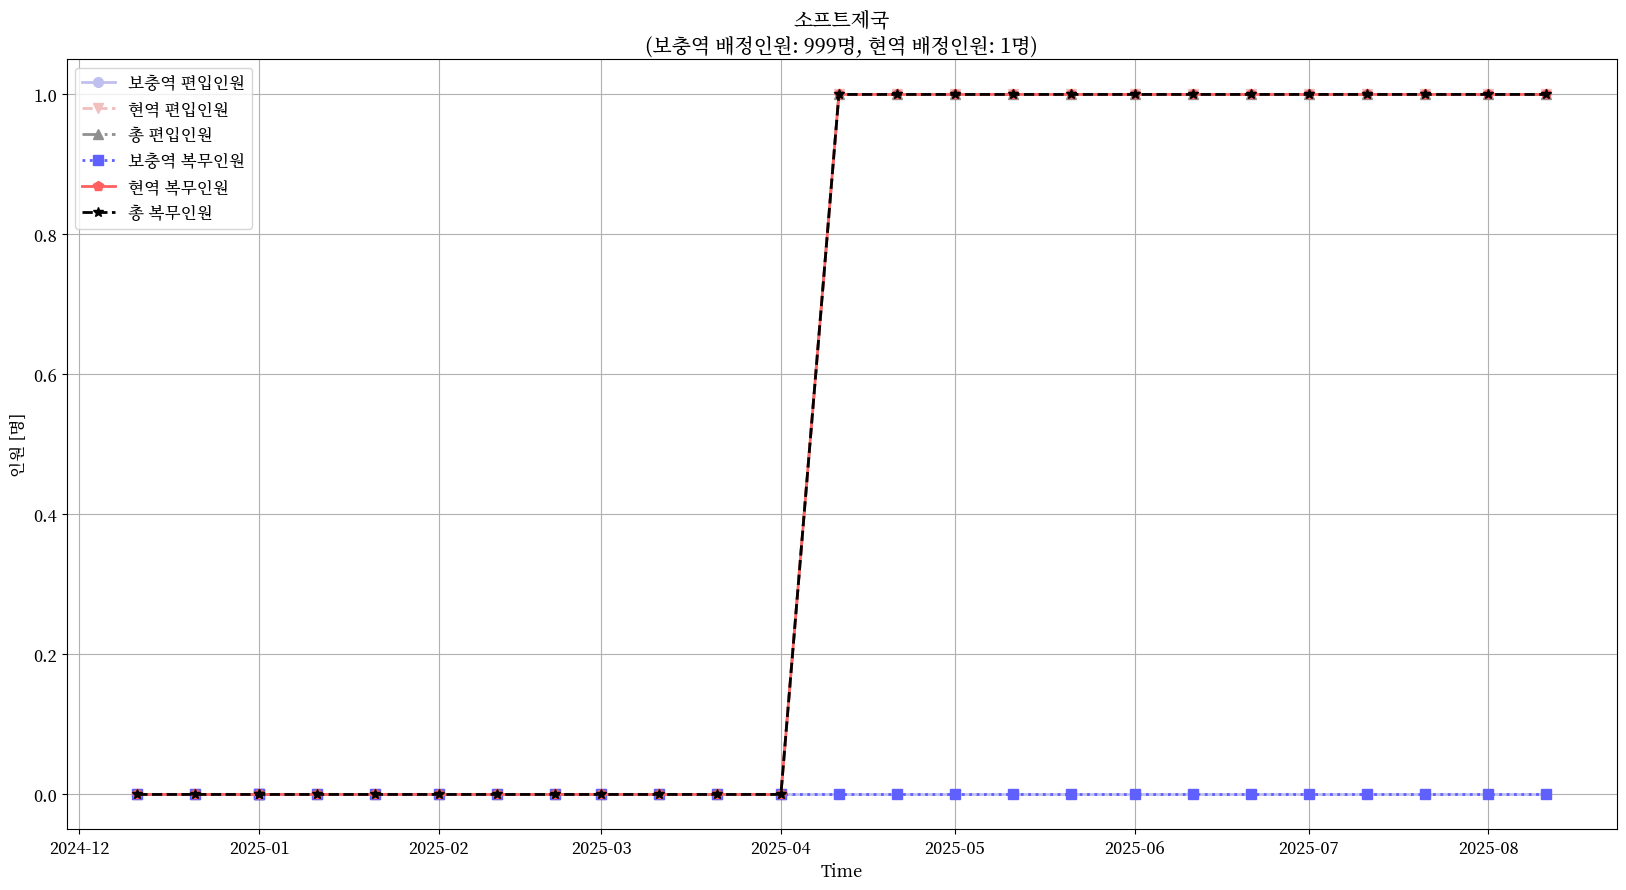 소프트제국
(보충역 배정인원: 999명, 현역 배정인원: 1명)
보충역 편입인원
현역 편입인원
총 편입인원
보충역 복무인원
현역 복무인원
총 복무인원
1.0
0.8
0.6
0.4
0.2
0.0
인원 [명]
2024-12
2025-01
2025-02
2025-03
2025-04
2025-05
2025-06
2025-07
2025-08
Time